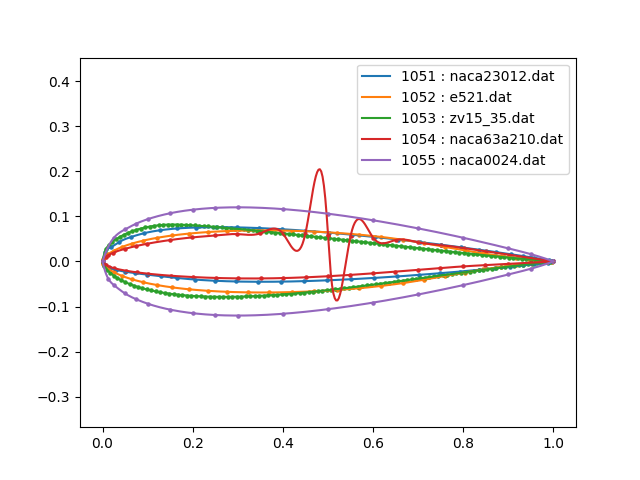 0.4
0.3
0.2
0.1
0.0
−0.1
−0.2
−0.3
0.0 0.2 0.4 0.6 0.8 1.0
1051 : naca23012.dat
1052 : e521.dat
1053 : zv15_35.dat
1054 : naca63a210.dat
1055 : naca0024.dat